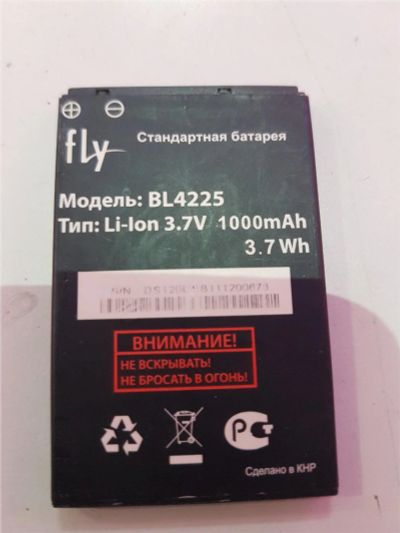 fly
Стандартная батарея
Модель: BL4225
Тип: Li-Ion 3.7V 1000mAh
3.7 Wh
S/N
ВНИМАНИЕ!
НЕ ВСКРЫВАТЬ!
НЕ БРОСАТЬ В ОГОНЬ!
Сделано в КНР